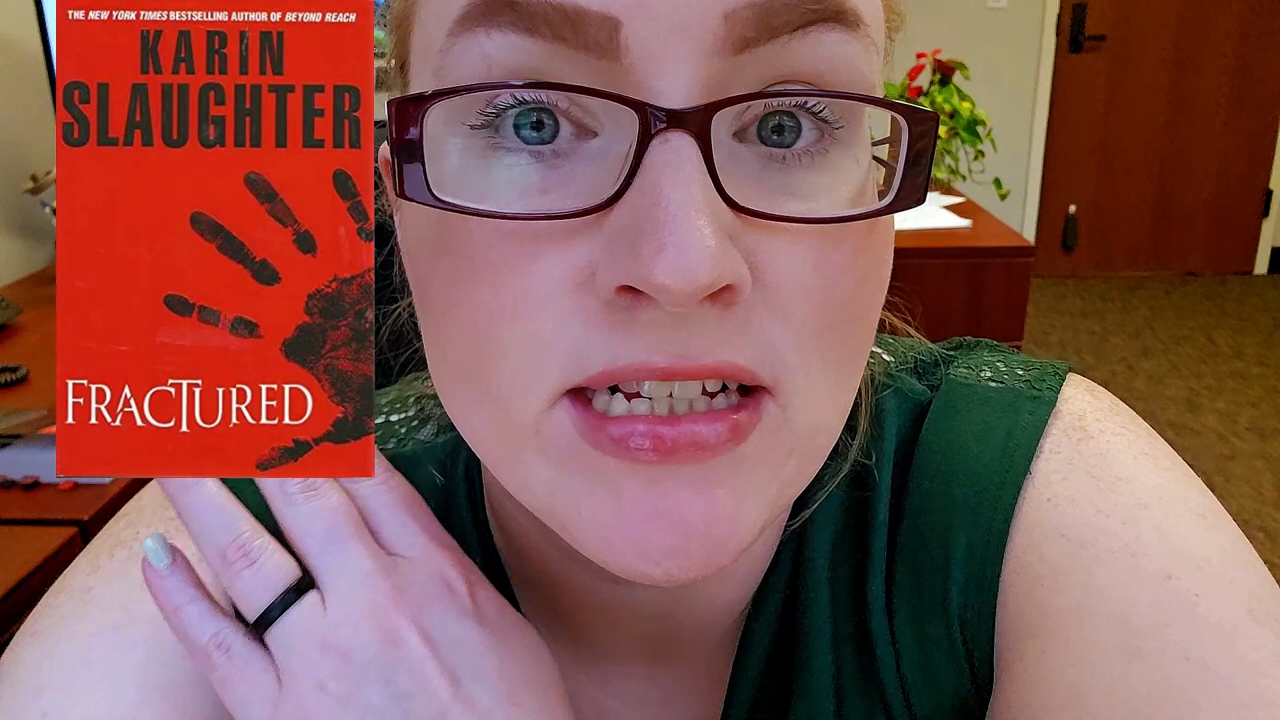 THE NEW YORK TIMES BESTSELLING AUTHOR OF BEYOND REACH
KARIN
SLAUGHTER
FRACTURED